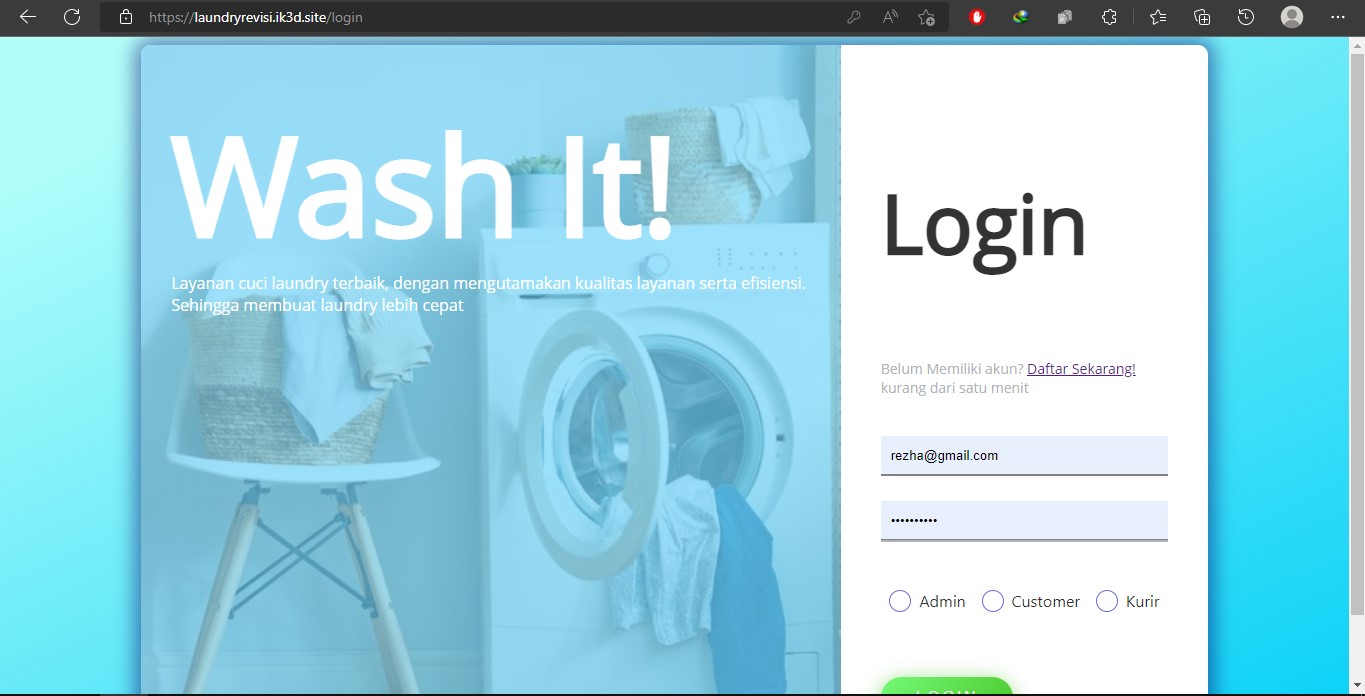 https://laundryrevisi.ik3d.site/login
Wash It!
Layanan cuci laundry terbaik, dengan mengutamakan kualitas layanan serta efisiensi.
Sehingga membuat laundry lebih cepat
Login
Belum Memiliki akun? Daftar Sekarang!
kurang dari satu menit
rezha@gmail.com
••••••••••
Admin Customer Kurir
LOGIN